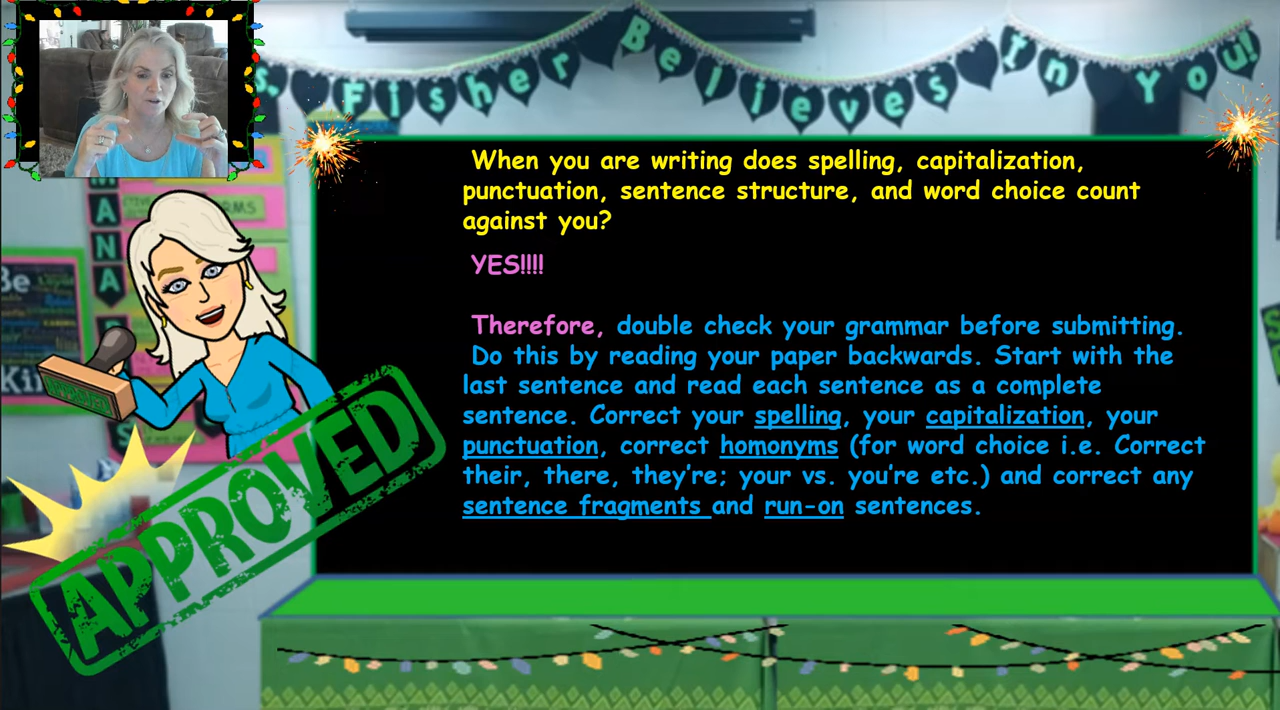 s. Fisher Believes In You!
When you are writing does spelling, capitalization,
punctuation, sentence structure, and word choice count
against you?
YES!!!!
Therefore, double check your grammar before submitting.
Do this by reading your paper backwards. Start with the
last sentence and read each sentence as a complete
sentence. Correct your spelling, your capitalization, your
punctuation, correct homonyms (for word choice i.e. Correct
their, there, they’re; your vs. you’re etc.) and correct any
sentence fragments and run-on sentences.
Be
APPROVED
APPROVED